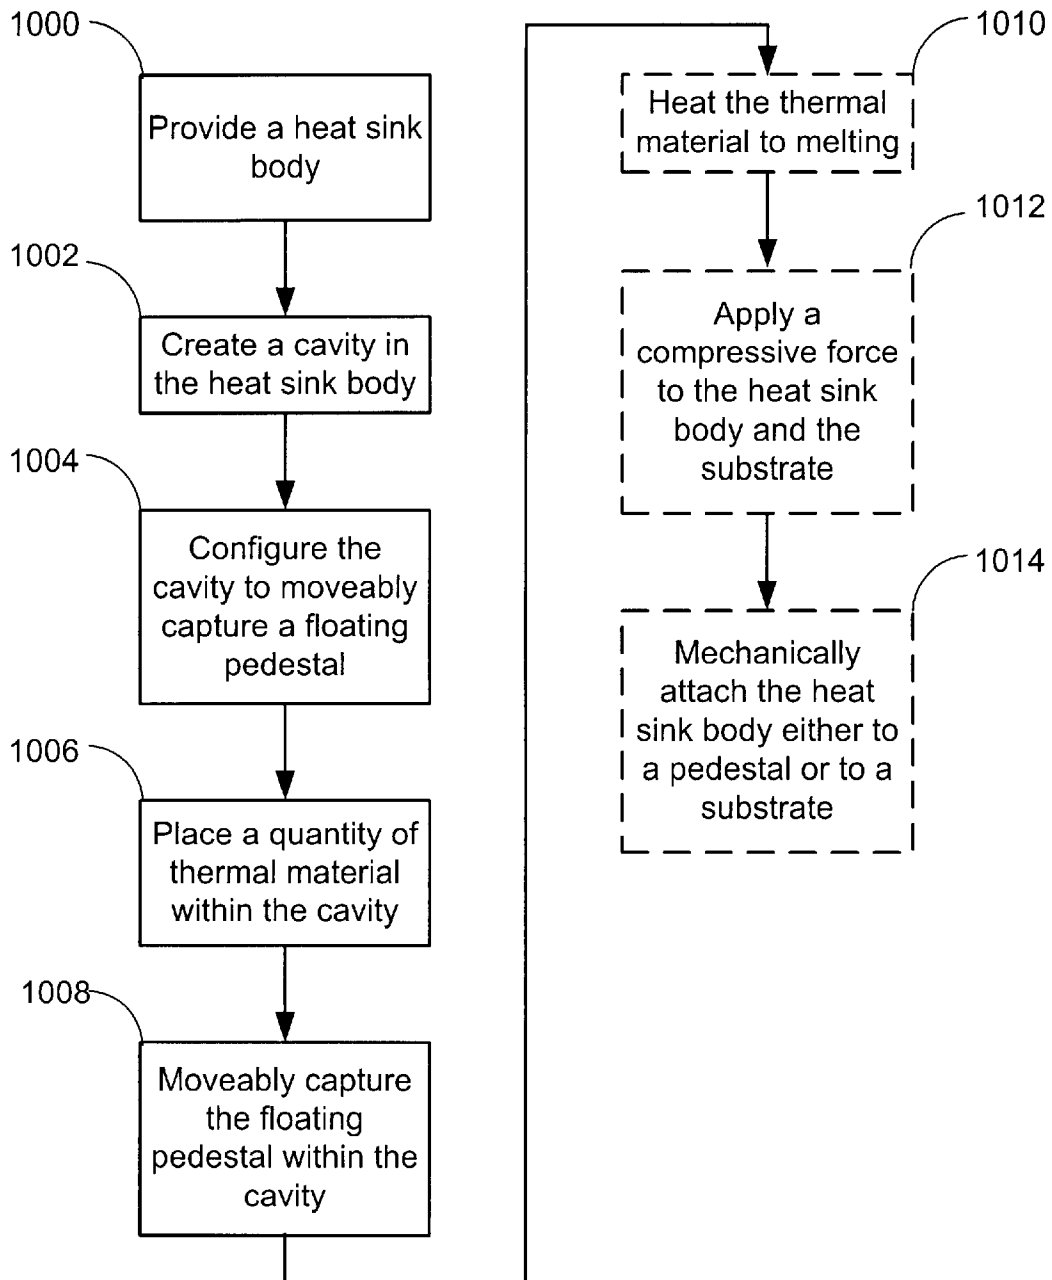 1000
Provide a heat sink
body
1002
Create a cavity in
the heat sink body
1004
Configure the
cavity to moveably
capture a floating
pedestal
1006
Place a quantity of
thermal material
within the cavity
1008
Moveably capture
the floating
pedestal within the
cavity
1010
Heat the thermal
material to melting
1012
Apply a
compressive force
to the heat sink
body and the
substrate
1014
Mechanically
attach the heat
sink body either to
a pedestal or to a
substrate